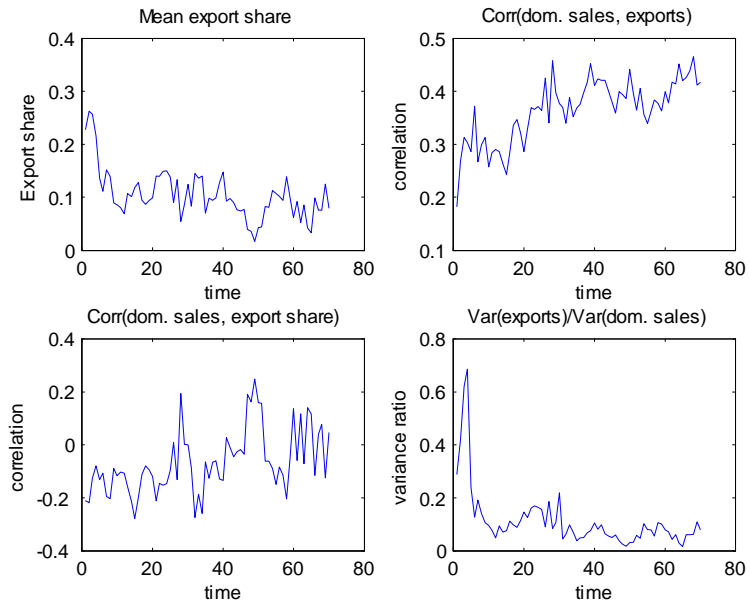 Mean export share
0.4
0.3
0.2
0.1
0
Export share
0 20 40 60 80
time
Corr(dom. sales, exports)
0.5
0.4
0.3
0.2
0.1
correlation
0 20 40 60 80
time
Corr(dom. sales, export share)
0.4
0.2
0
-0.2
-0.4
correlation
0 20 40 60 80
time
Var(exports)/Var(dom. sales)
0.8
0.6
0.4
0.2
0
variance ratio
0 20 40 60 80
time